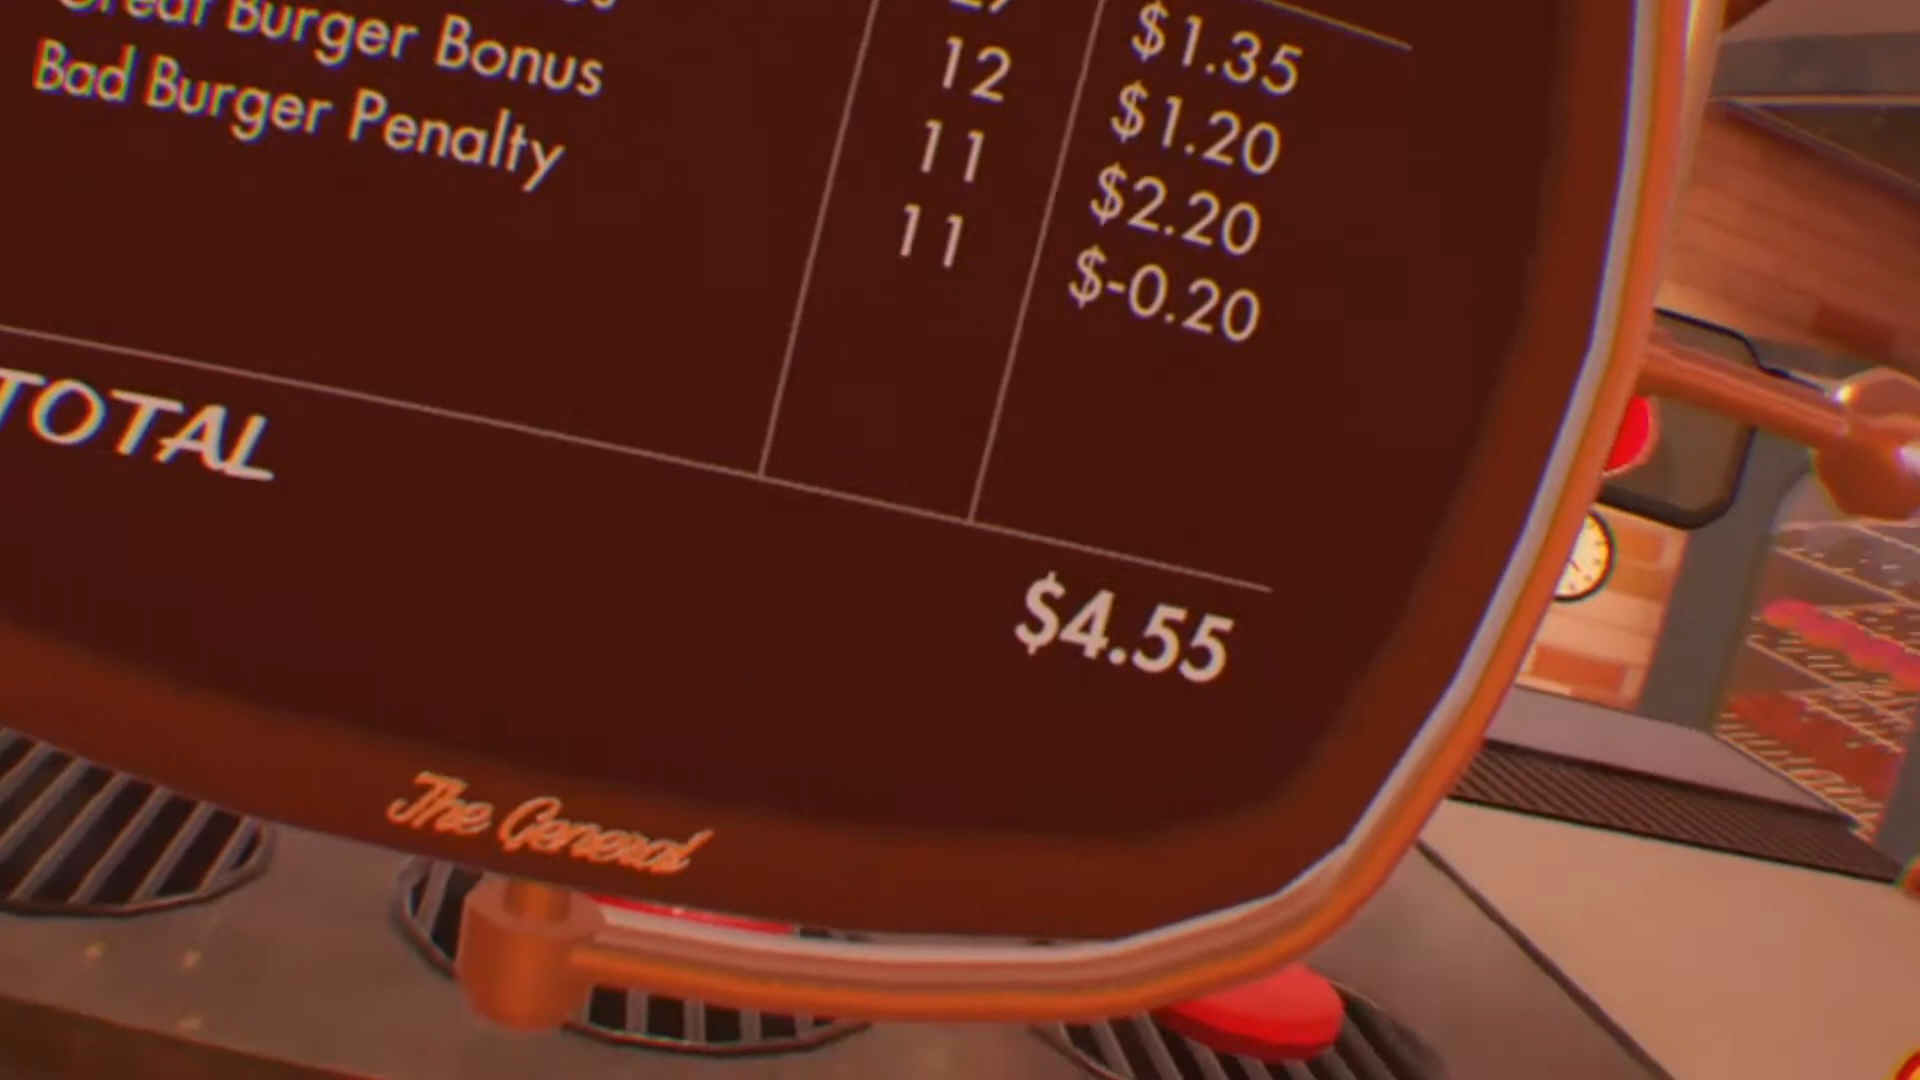 Great Burger Bonus
Bad Burger Penalty
$1.35
12 $1.20
11 $2.20
11 $-0.20
TOTAL
$4.55
The General